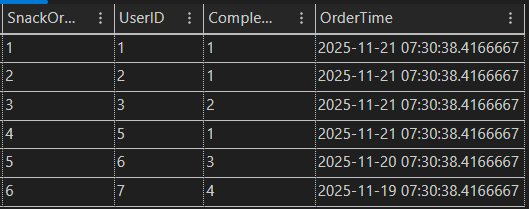 SnackOr... UserID Comple... OrderTime
1 1 1 2025-11-21 07:30:38.4166667
2 2 1 2025-11-21 07:30:38.4166667
3 3 2 2025-11-21 07:30:38.4166667
4 5 1 2025-11-21 07:30:38.4166667
5 6 3 2025-11-20 07:30:38.4166667
6 7 4 2025-11-19 07:30:38.4166667